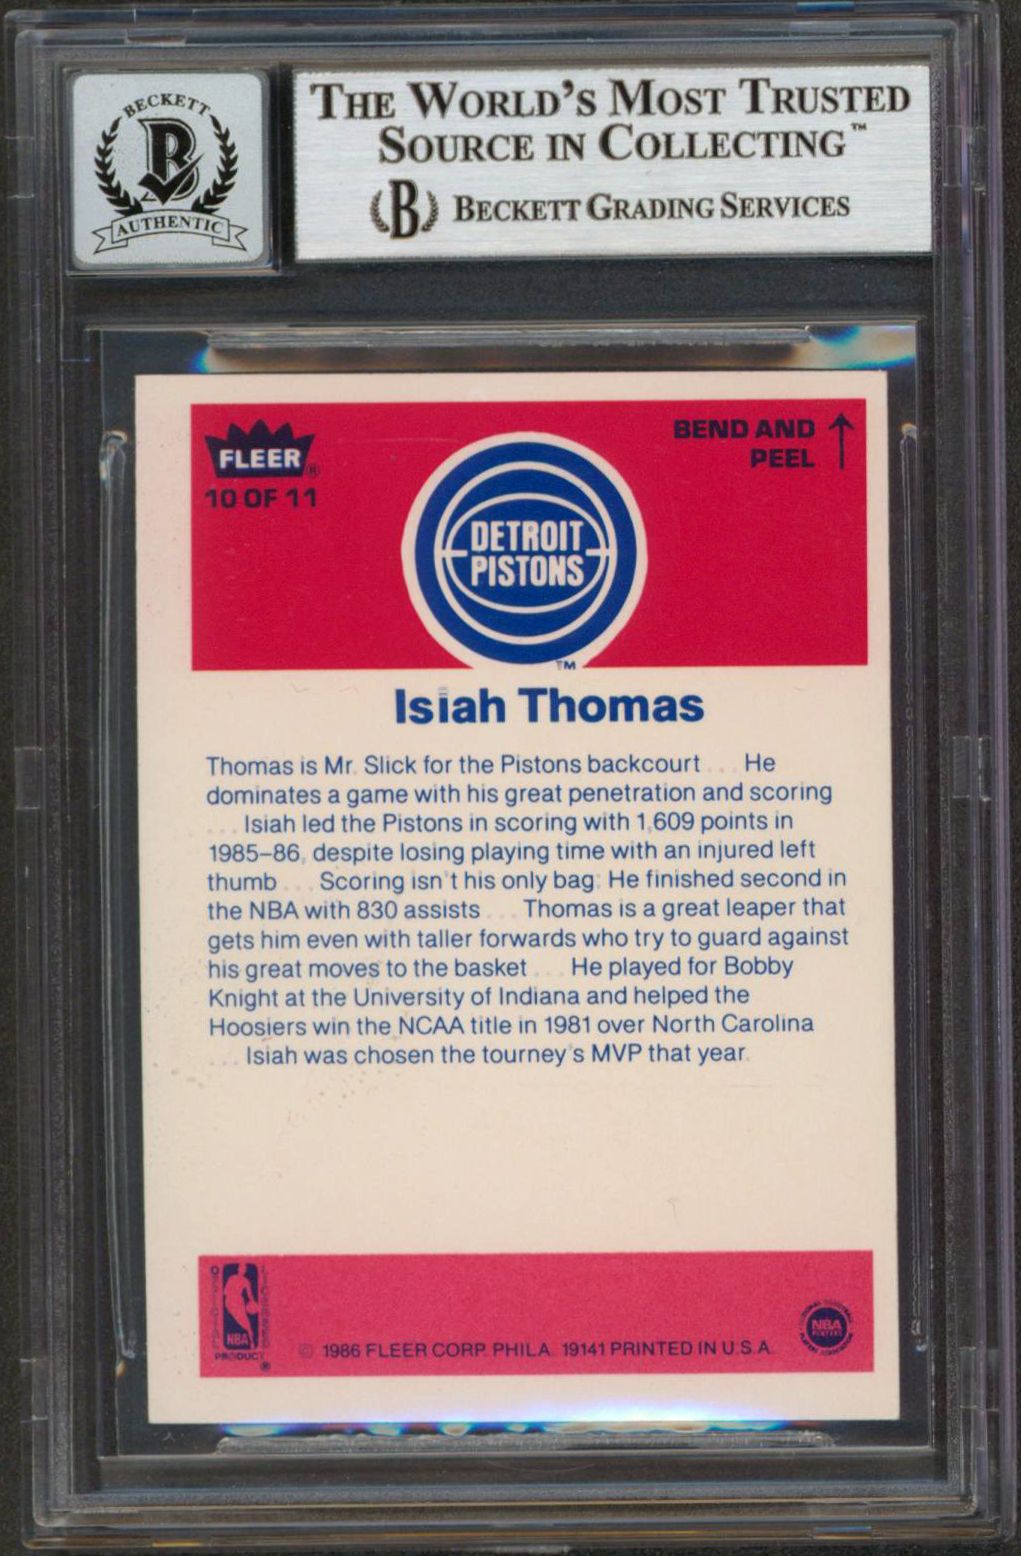 BECKETT
B
AUTHENTIC
THE WORLD'S MOST TRUSTED
SOURCE IN COLLECTING™
B BECKETT GRADING SERVICES
FLEER®
10 OF 11
BEND AND
PEEL
DETROIT
PISTONS
TM
Isiah Thomas
Thomas is Mr. Slick for the Pistons backcourt ... He
dominates a game with his great penetration and scoring
... Isiah led the Pistons in scoring with 1,609 points in
1985–86, despite losing playing time with an injured left
thumb ... Scoring isn't his only bag: He finished second in
the NBA with 830 assists ... Thomas is a great leaper that
gets him even with taller forwards who try to guard against
his great moves to the basket ... He played for Bobby
Knight at the University of Indiana and helped the
Hoosiers win the NCAA title in 1981 over North Carolina
... Isiah was chosen the tourney's MVP that year.
NBA
PRODUCT
®
© 1986 FLEER CORP. PHILA. 19141 PRINTED IN U.S.A.
NBA
PLAYERS